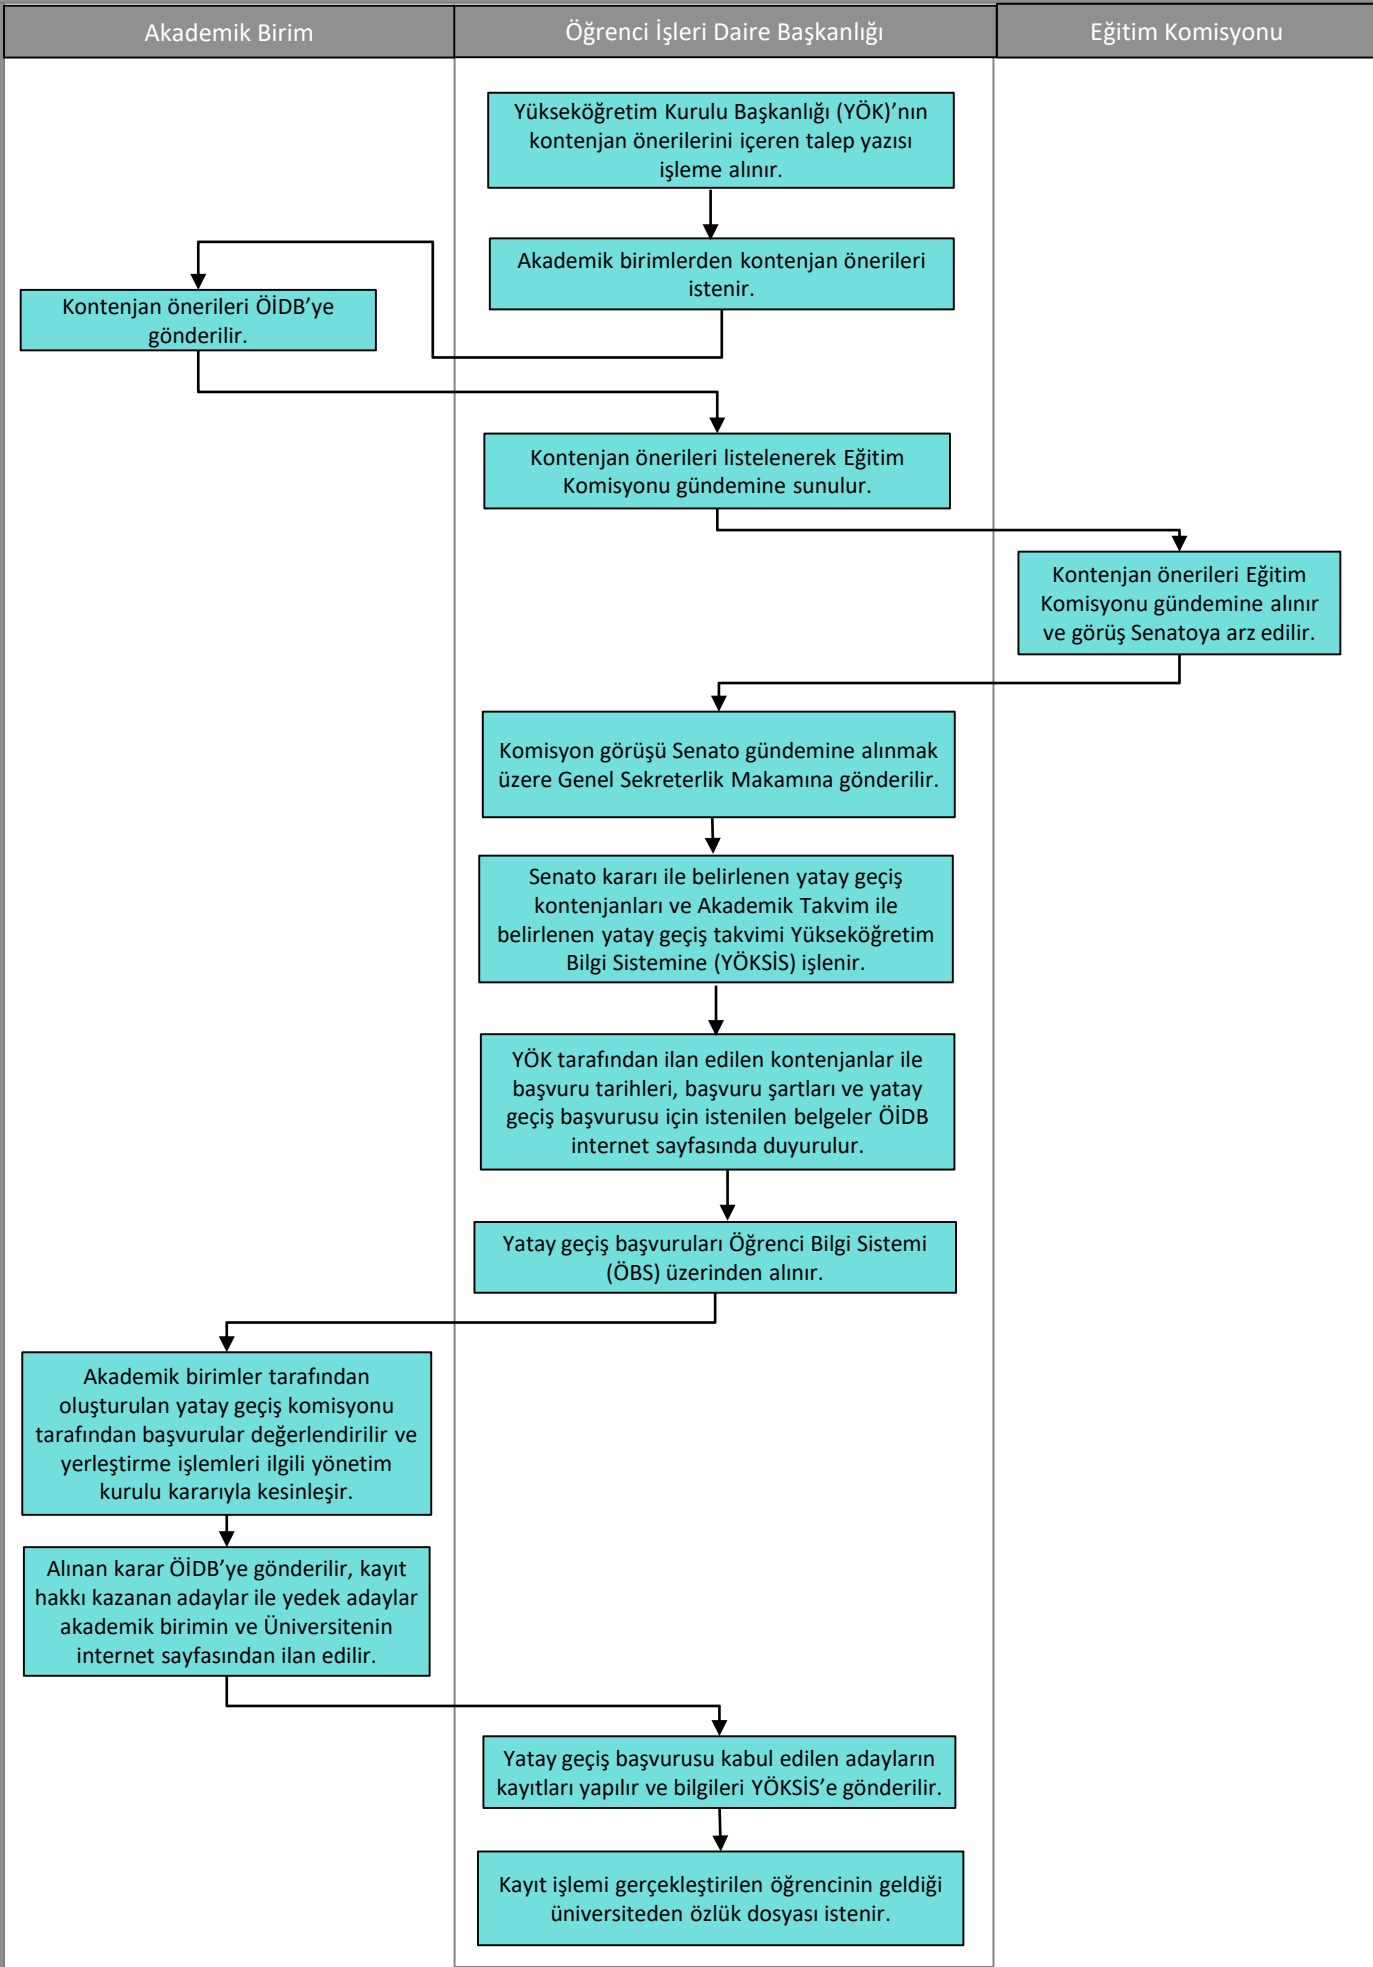 Akademik Birim
Öğrenci İşleri Daire Başkanlığı
Eğitim Komisyonu
Yükseköğretim Kurulu Başkanlığı (YÖK)’nın
kontenjan önerilerini içeren talep yazısı
işleme alınır.
Akademik birimlerden kontenjan önerileri
istenir.
Kontenjan önerileri ÖİDB’ye
gönderilir.
Kontenjan önerileri listelenerek Eğitim
Komisyonu gündemine sunulur.
Kontenjan önerileri Eğitim
Komisyonu gündemine alınır
ve görüş Senatoya arz edilir.
Komisyon görüşü Senato gündemine alınmak
üzere Genel Sekreterlik Makamına gönderilir.
Senato kararı ile belirlenen yatay geçiş
kontenjanları ve Akademik Takvim ile
belirlenen yatay geçiş takvimi Yükseköğretim
Bilgi Sistemine (YÖKSİS) işlenir.
YÖK tarafından ilan edilen kontenjanlar ile
başvuru tarihleri, başvuru şartları ve yatay
geçiş başvurusu için istenilen belgeler ÖİDB
internet sayfasında duyurulur.
Yatay geçiş başvuruları Öğrenci Bilgi Sistemi
(ÖBS) üzerinden alınır.
Akademik birimler tarafından
oluşturulan yatay geçiş komisyonu
tarafından başvurular değerlendirilir ve
yerleştirme işlemleri ilgili yönetim
kurulu kararıyla kesinleşir.
Alınan karar ÖİDB’ye gönderilir, kayıt
hakkı kazanan adaylar ile yedek adaylar
akademik birimin ve Üniversitenin
internet sayfasından ilan edilir.
Yatay geçiş başvurusu kabul edilen adayların
kayıtları yapılır ve bilgileri YÖKSİS’e gönderilir.
Kayıt işlemi gerçekleştirilen öğrencinin geldiği
üniversiteden özlük dosyası istenir.